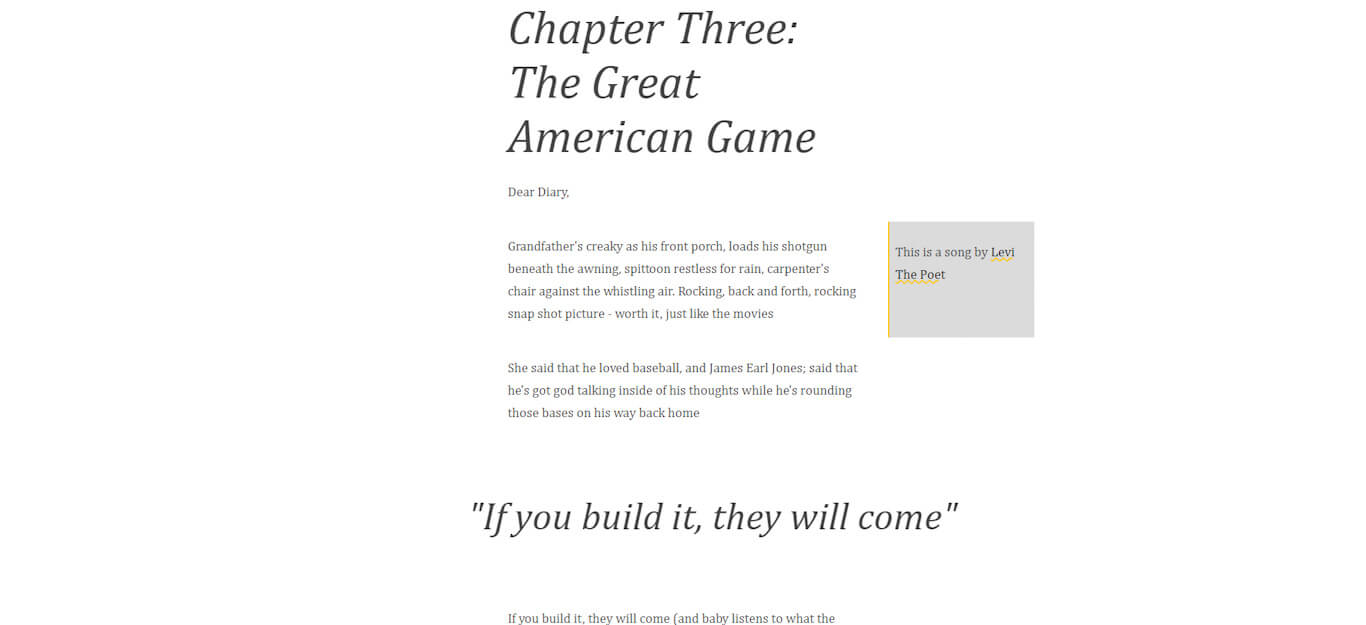 Chapter Three:
The Great
American Game
Dear Diary,
Grandfather's creaky as his front porch, loads his shotgun
beneath the awning, spittoon restless for rain, carpenter's
chair against the whistling air. Rocking, back and forth, rocking
snap shot picture - worth it, just like the movies
This is a song by Levi
The Poet
She said that he loved baseball, and James Earl Jones; said that
he's got god talking inside of his thoughts while he's rounding
those bases on his way back home
"If you build it, they will come"
If you build it, they will come (and baby listens to what the